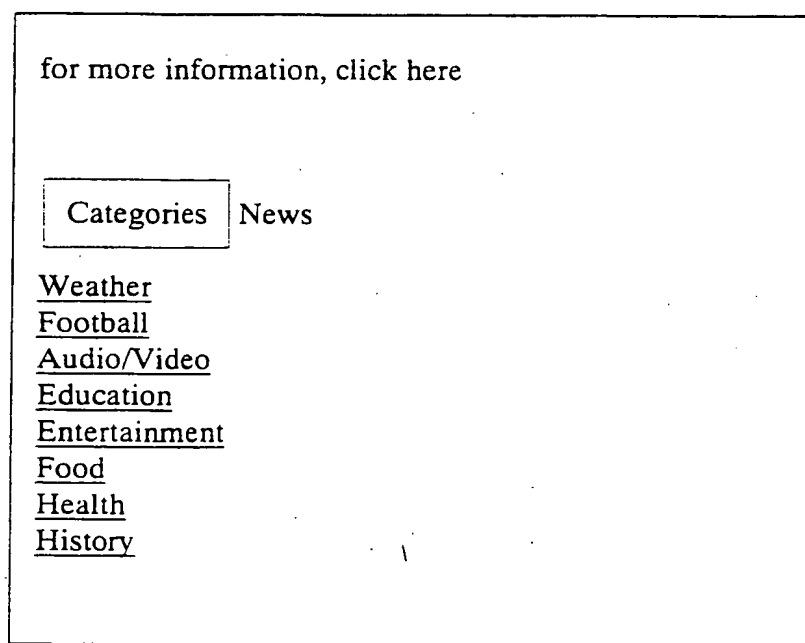 for more information, click here
Categories News
Weather
Football
Audio/Video
Education
Entertainment
Food
Health
History